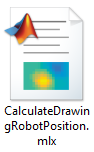 CalculateDrawin
gRobotPosition.
mlx